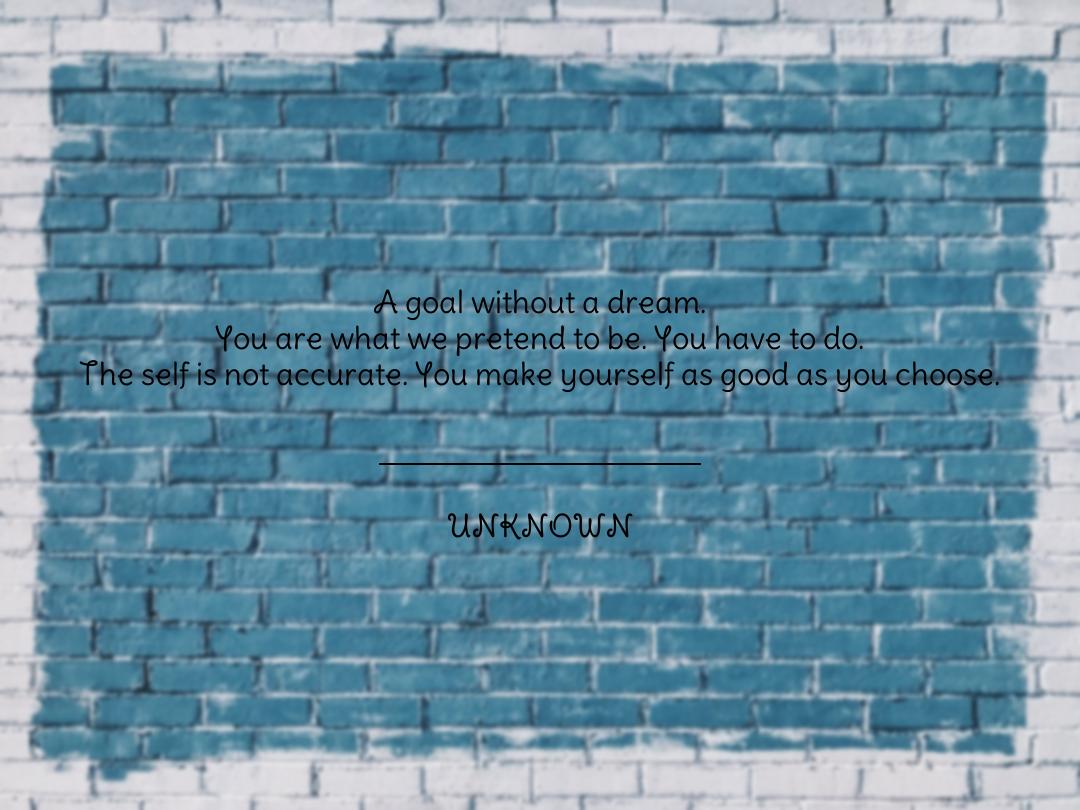 A goal without a dream.
You are what we pretend to be. You have to do.
The self is not accurate. You make yourself as good as you choose.
UNKNOWN